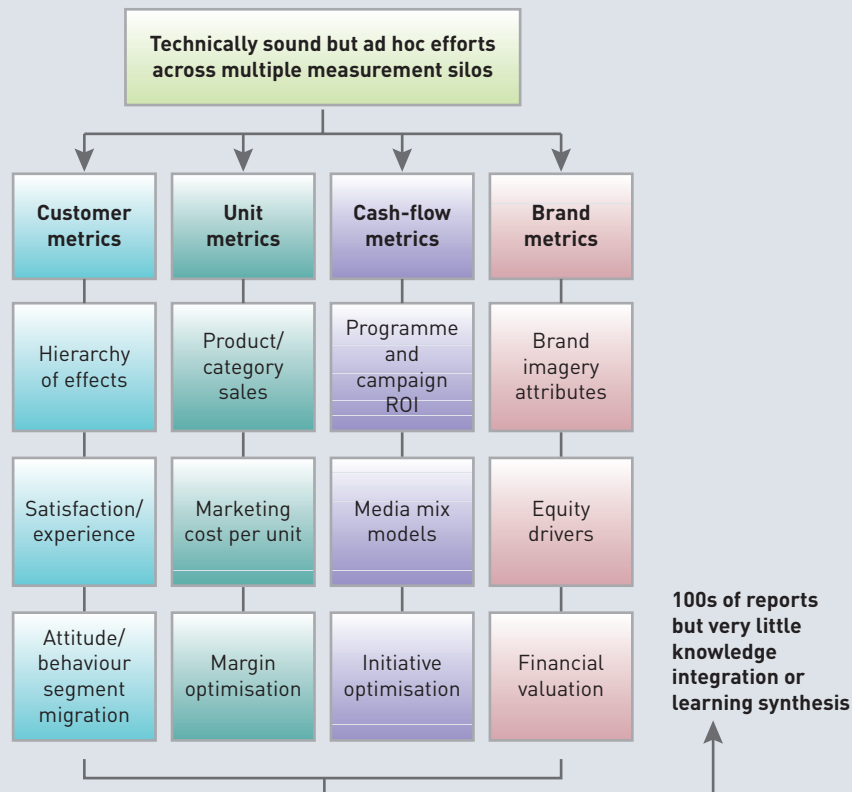 Technically sound but ad hoc efforts
across multiple measurement silos
Customer
metrics
Unit
metrics
Cash-flow
metrics
Brand
metrics
Hierarchy
of effects
Product/
category
sales
Programme
and
campaign
ROI
Brand
imagery
attributes
Satisfaction/
experience
Marketing
cost per unit
Media mix
models
Equity
drivers
Attitude/
behaviour
segment
migration
Margin
optimisation
Initiative
optimisation
Financial
valuation
100s of reports
but very little
knowledge
integration or
learning synthesis